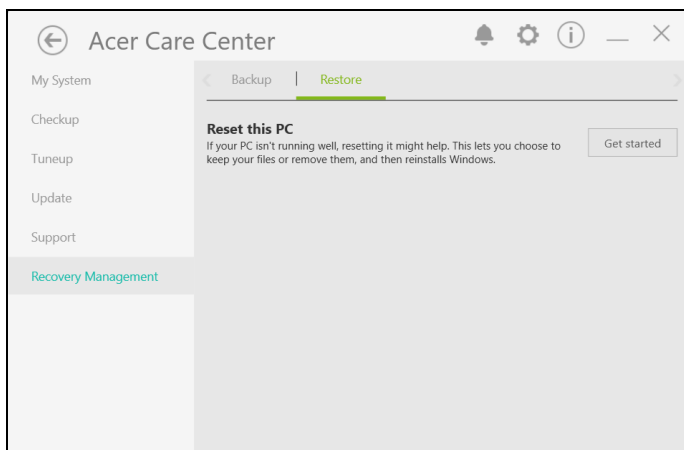 Acer Care Center
My System
Checkup
Tuneup
Update
Support
Recovery Management
Backup | Restore
Reset this PC
If your PC isn't running well, resetting it might help. This lets you choose to
keep your files or remove them, and then reinstalls Windows.
Get started